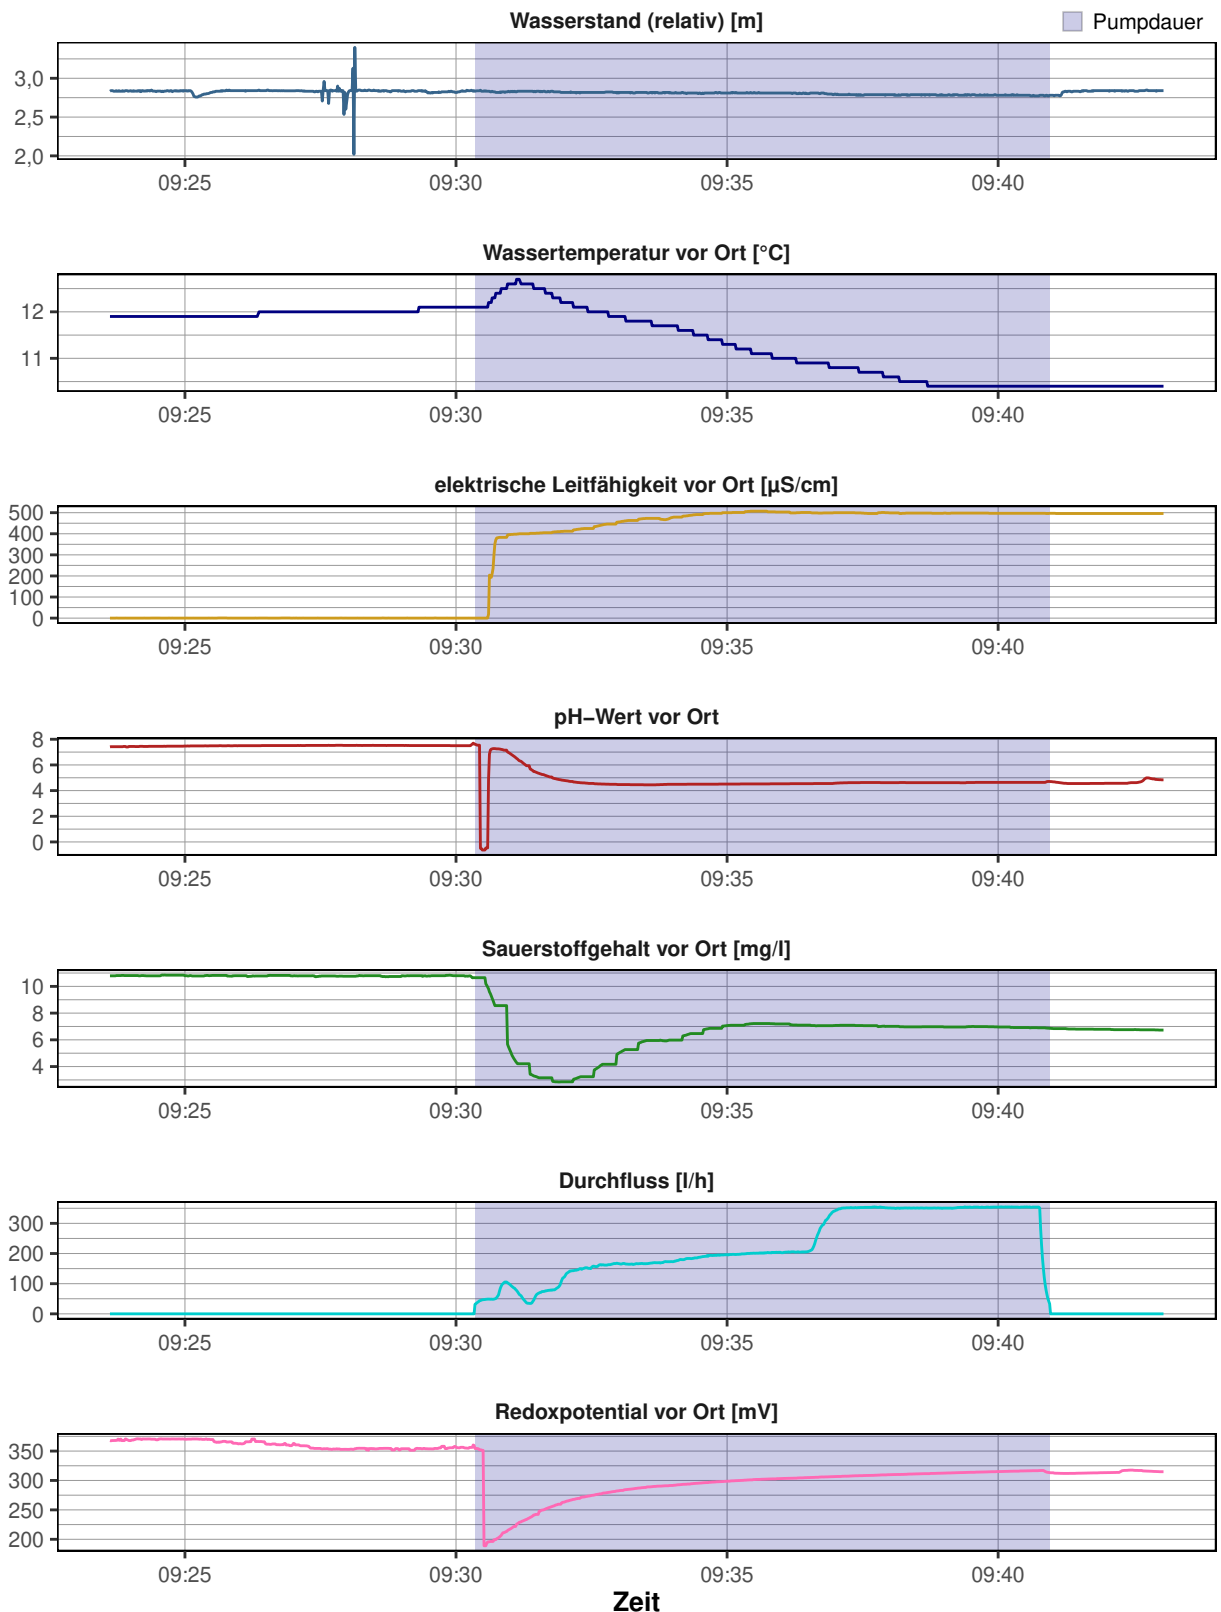 Wasserstand (relativ) [m]
Pumpdauer
3,0
2,5
2,0
09:25 09:30 09:35 09:40
Wassertemperatur vor Ort [°C]
12
11
09:25 09:30 09:35 09:40
elektrische Leitfähigkeit vor Ort [µS/cm]
500
400
300
200
100
0
09:25 09:30 09:35 09:40
pH−Wert vor Ort
8
6
4
2
0
09:25 09:30 09:35 09:40
Sauerstoffgehalt vor Ort [mg/l]
10
8
6
4
09:25 09:30 09:35 09:40
Durchfluss [l/h]
300
200
100
0
09:25 09:30 09:35 09:40
Redoxpotential vor Ort [mV]
350
300
250
200
09:25 09:30 09:35 09:40
Zeit